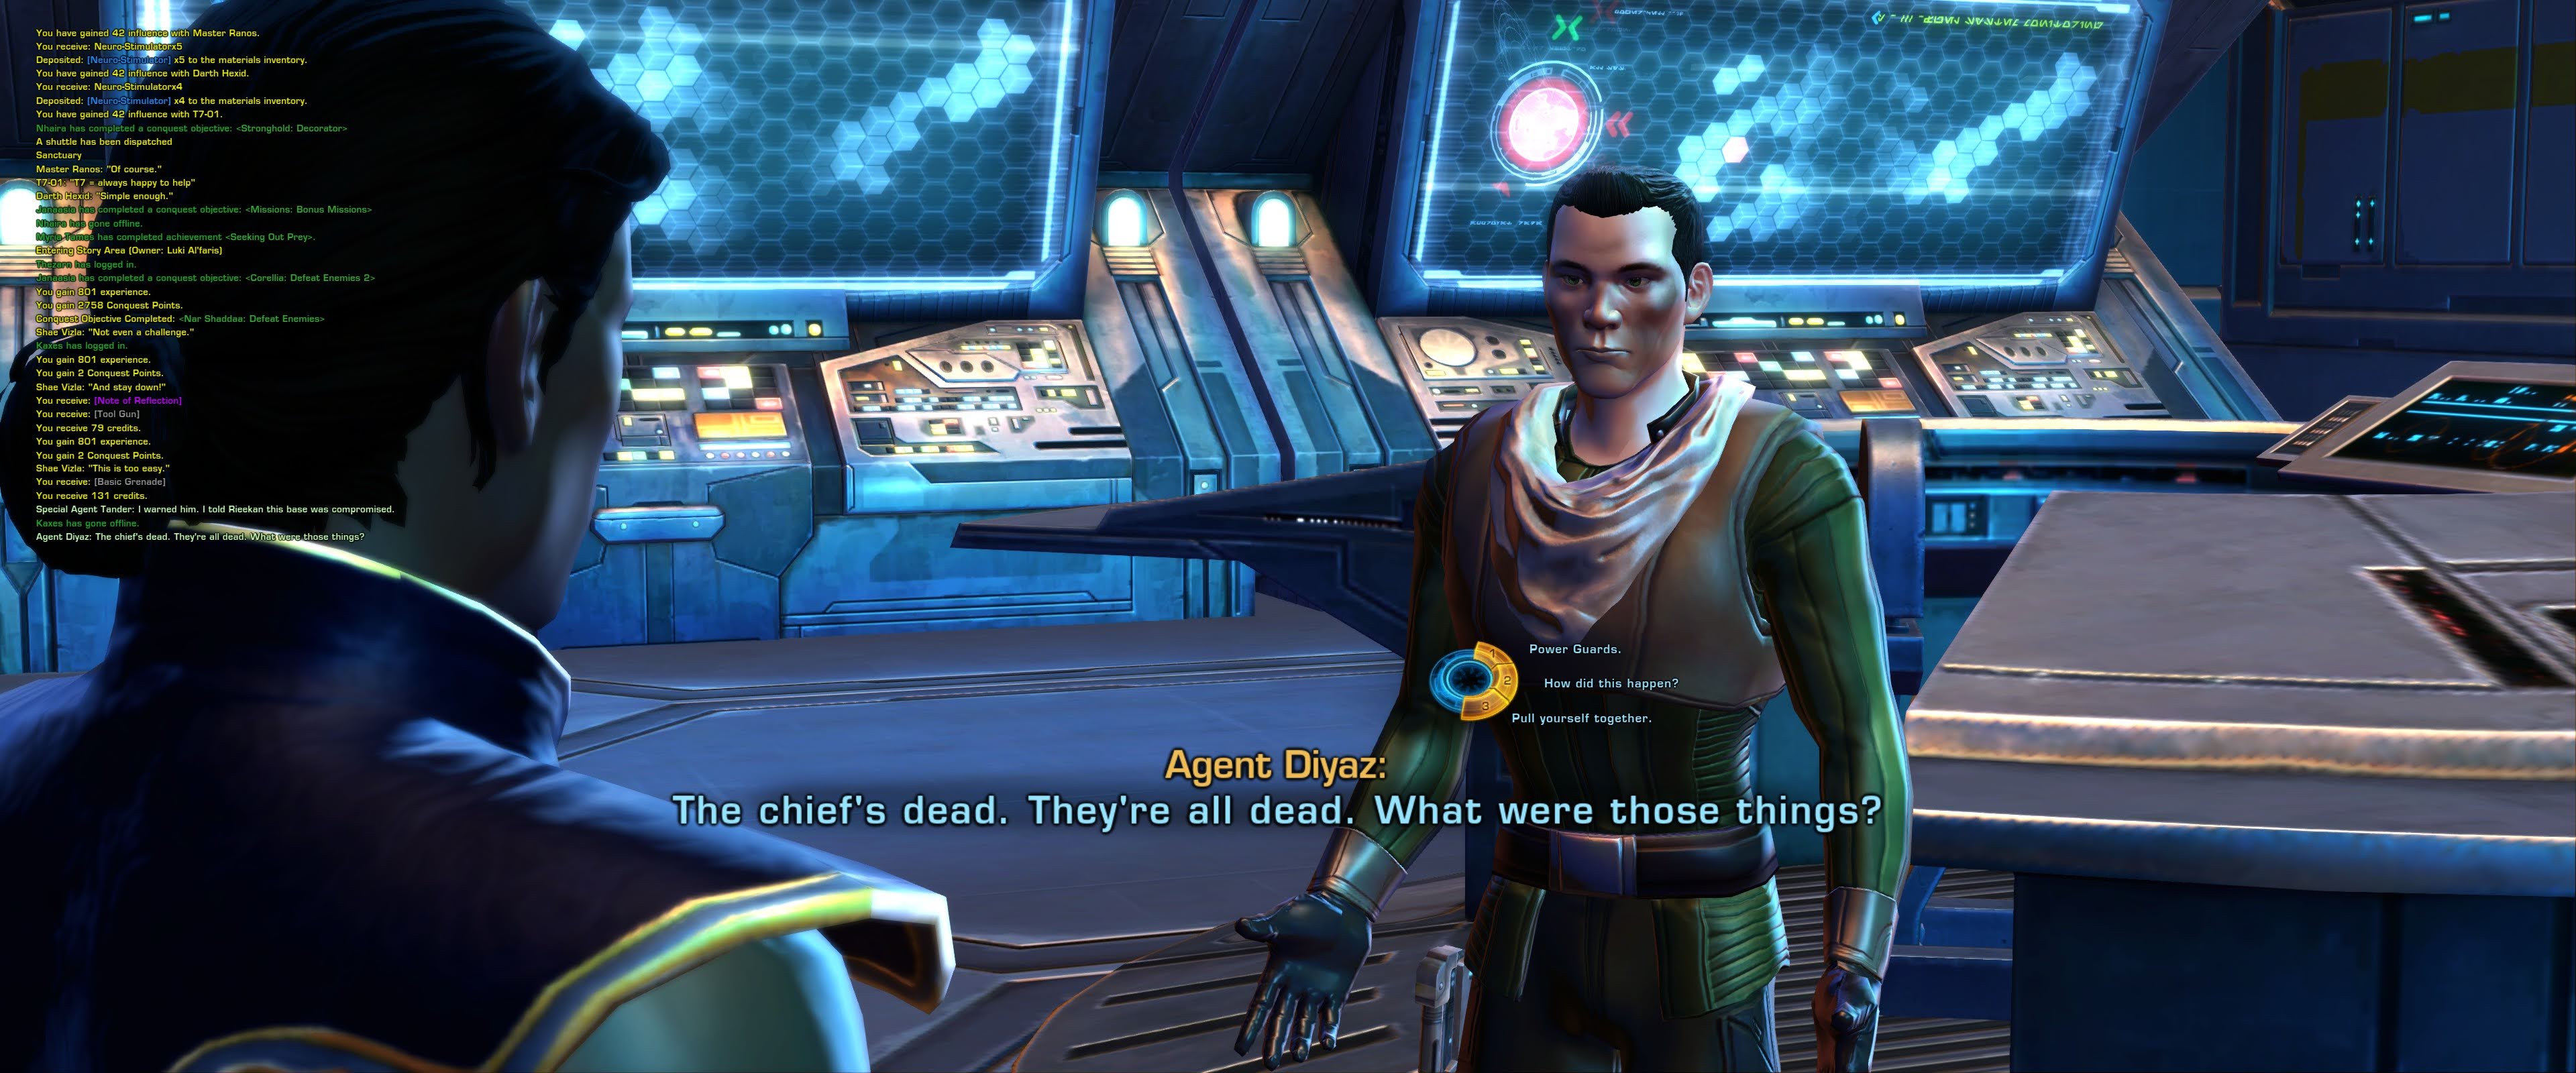 You have gained 42 influence with Master Ranos.
You receive: Neuro-Stimulatorx5
Deposited: [Neuro-Stimulator] x5 to the materials inventory.
You have gained 42 influence with Darth Hexid.
You receive: Neuro-Stimulatorx4
Deposited: [Neuro-Stimulator] x4 to the materials inventory.
You have gained 42 influence with T7-01.
Nhaira has completed a conquest objective: <Stronghold: Decorator>
A shuttle has been dispatched
Sanctuary
Master Ranos: "Of course."
T7-01: "T7 = always happy to help"
Darth Hexid: "Simple enough."
has completed a conquest objective: <Missions: Bonus Missions>
Nhaira has gone offline.
has completed achievement <Seeking Out Prey>.
Entering Story Area (Owner: Luki Al'faris)
has logged in.
has completed a conquest objective: <Corellia: Defeat Enemies 2>
You gain 801 experience.
You gain 2758 Conquest Points.
Conquest Objective Completed: <Nar Shaddaa: Defeat Enemies>
Shae Vizla: "Not even a challenge."
Kaxes has logged in.
You gain 801 experience.
You gain 2 Conquest Points.
Shae Vizla: "And stay down!"
You receive: [Note of Reflection]
You receive: [Tool Gun]
You receive 79 credits.
You gain 801 experience.
You gain 2 Conquest Points.
Shae Vizla: "This is too easy."
You receive: [Basic Grenade]
You receive 131 credits.
Special Agent Tander: I warned him. I told Rieekan this base was compromised.
Kaxes has gone offline.
Agent Diyaz: The chief's dead. They're all dead. What were those things?
1 Power Guards.
2 How did this happen?
3 Pull yourself together.
Agent Diyaz:
The chief's dead. They're all dead. What were those things?